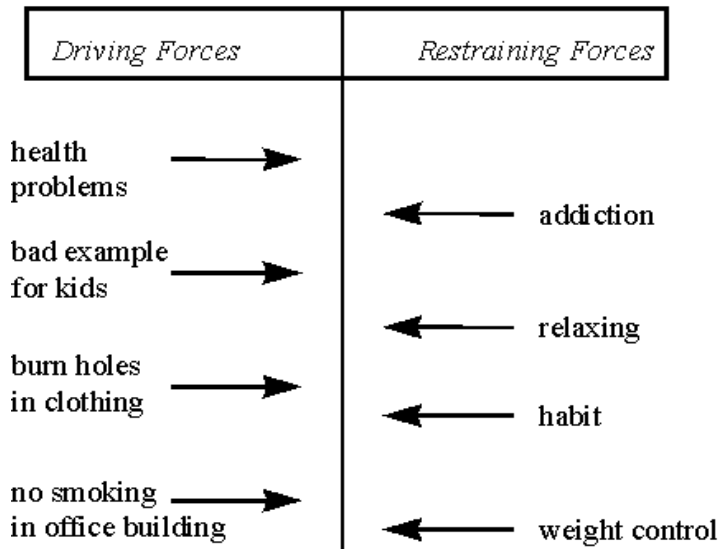 Driving Forces
Restraining Forces
health
problems
bad example
for kids
burn holes
in clothing
no smoking
in office building
addiction
relaxing
habit
weight control